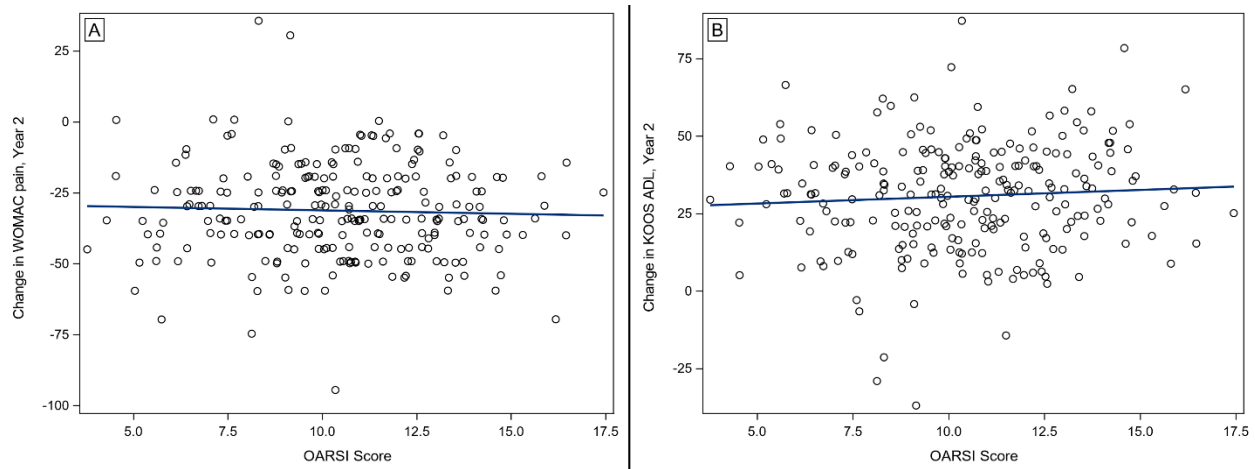 A
Change in WOMAC pain, Year 2
25
0
-25
-50
-75
-100
5.0 7.5 10.0 12.5 15.0 17.5
OARSI Score
B
Change in KOOS ADL, Year 2
75
50
25
0
-25
5.0 7.5 10.0 12.5 15.0 17.5
OARSI Score